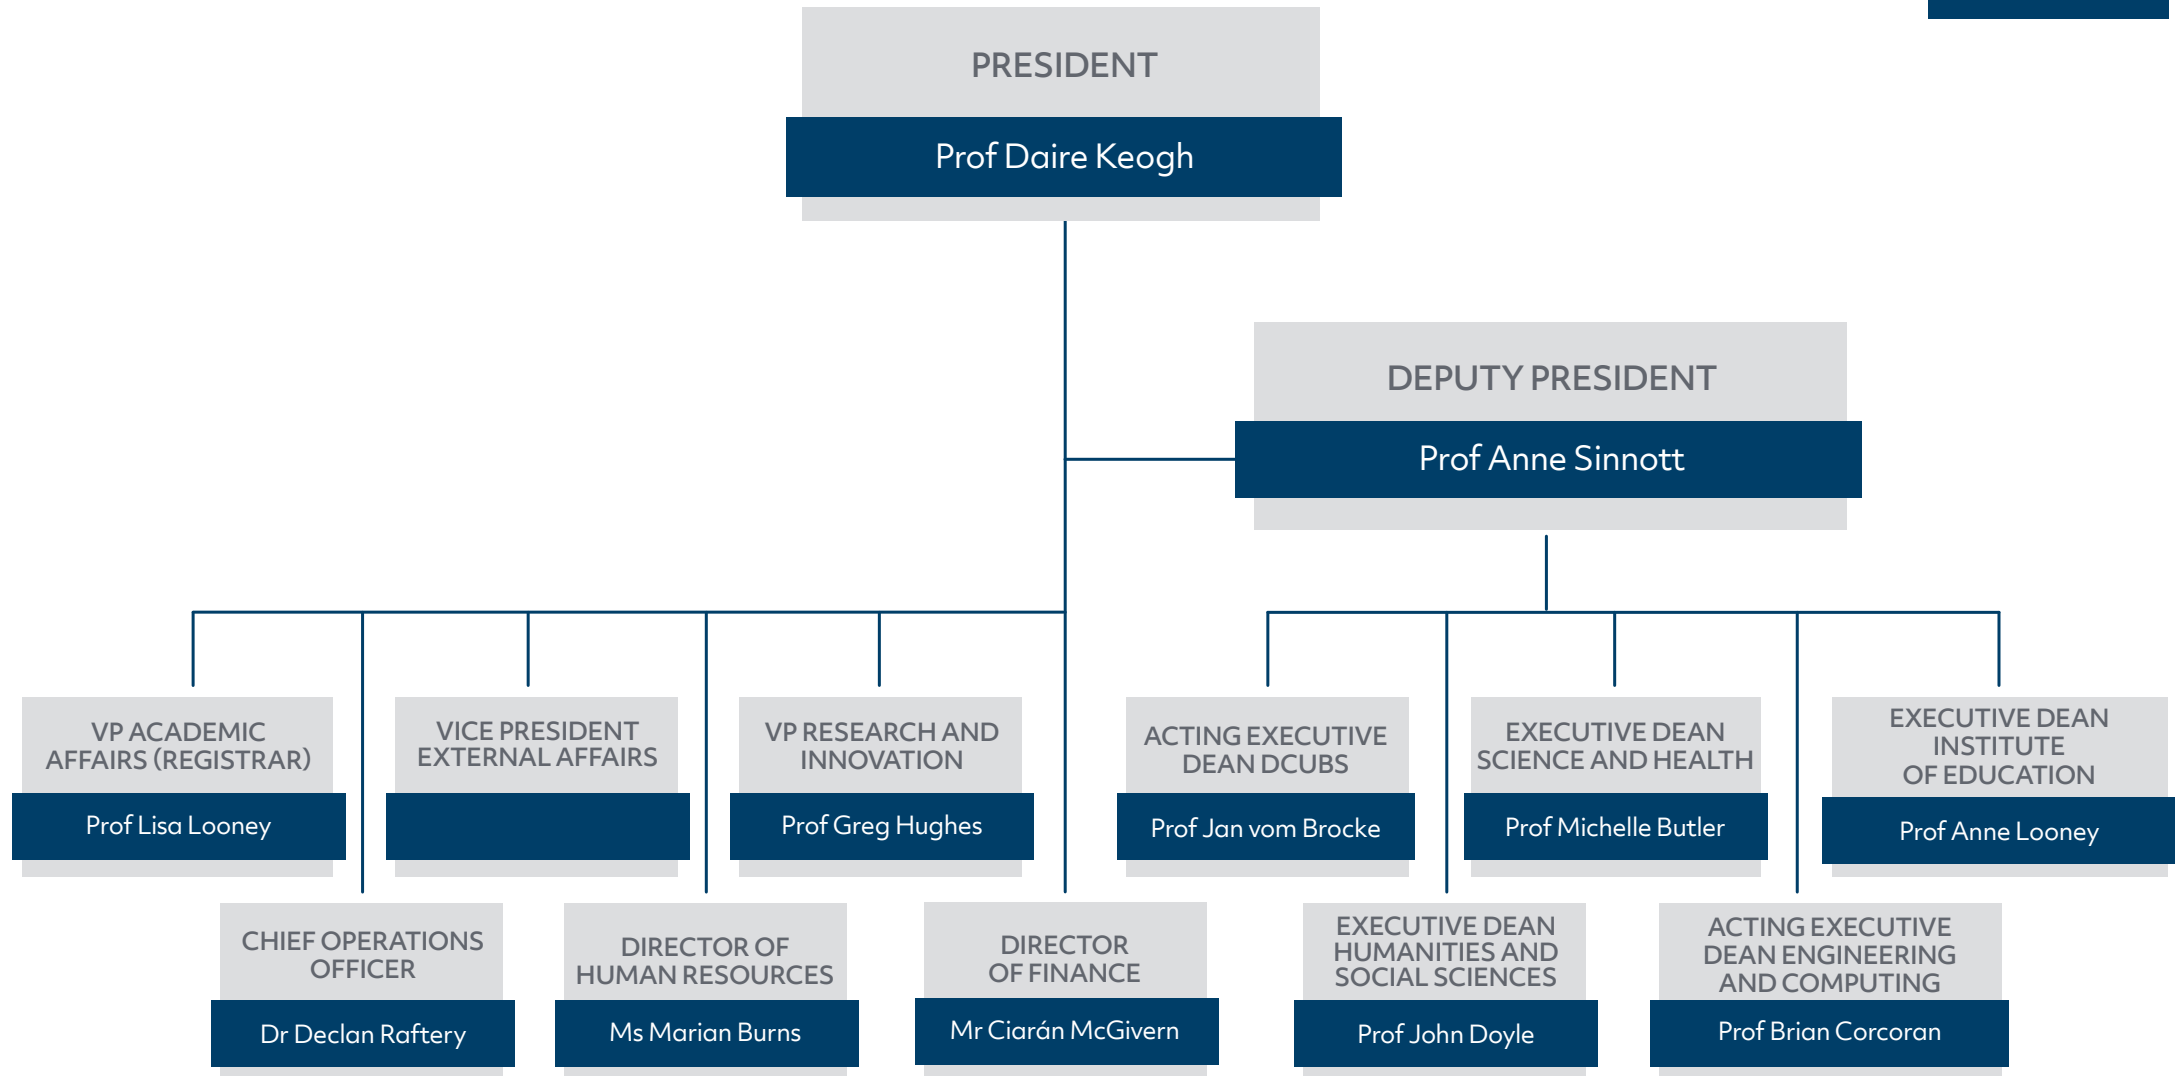 PRESIDENT
Prof Daire Keogh
DEPUTY PRESIDENT
Prof Anne Sinnott
VP ACADEMIC
AFFAIRS (REGISTRAR)
Prof Lisa Looney
VICE PRESIDENT
EXTERNAL AFFAIRS
VP RESEARCH AND
INNOVATION
Prof Greg Hughes
ACTING EXECUTIVE
DEAN DCUBS
Prof Jan vom Brocke
EXECUTIVE DEAN
SCIENCE AND HEALTH
Prof Michelle Butler
EXECUTIVE DEAN
INSTITUTE
OF EDUCATION
Prof Anne Looney
CHIEF OPERATIONS
OFFICER
Dr Declan Raftery
DIRECTOR OF
HUMAN RESOURCES
Ms Marian Burns
DIRECTOR
OF FINANCE
Mr Ciarán McGivern
EXECUTIVE DEAN
HUMANITIES AND
SOCIAL SCIENCES
Prof John Doyle
ACTING EXECUTIVE
DEAN ENGINEERING
AND COMPUTING
Prof Brian Corcoran